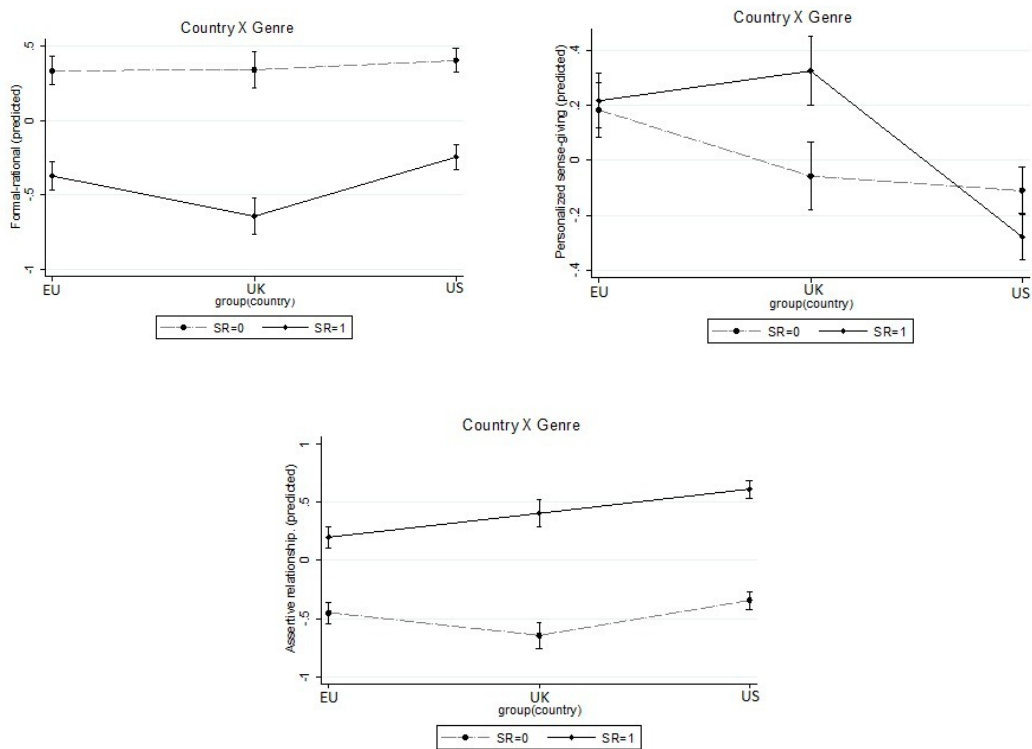 Country X Genre
Formal-rational (predicted)
.5
0
-.5
-1
EU UK US
group(country)
SR=0 SR=1
Country X Genre
Personalized sense-giving (predicted)
.4
.2
0
-.2
-.4
EU UK US
group(country)
SR=0 SR=1
Country X Genre
Assertive relationship. (predicted)
1
.5
0
-.5
-1
EU UK US
group(country)
SR=0 SR=1